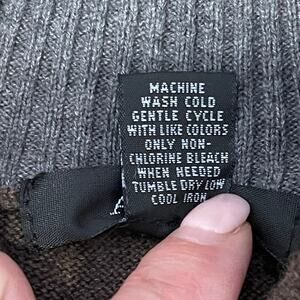 MACHINE
WASH COLD
GENTLE CYCLE
WITH LIKE COLORS
ONLY NON-
CHLORINE BLEACH
WHEN NEEDED
TUMBLE DRY LOW
COOL IRON